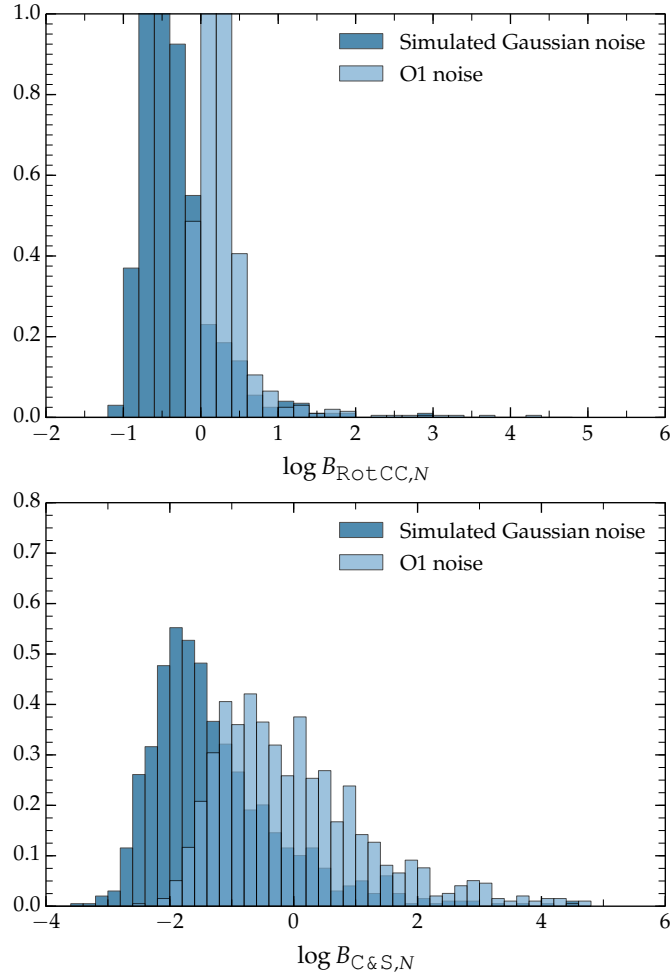 1.0
0.8
0.6
0.4
0.2
0.0
Simulated Gaussian noise
O1 noise
−2 −1 0 1 2 3 4 5 6
log B_RotCC,N
0.8
0.7
0.6
0.5
0.4
0.3
0.2
0.1
0.0
Simulated Gaussian noise
O1 noise
−4 −2 0 2 4 6
log B_C&S,N